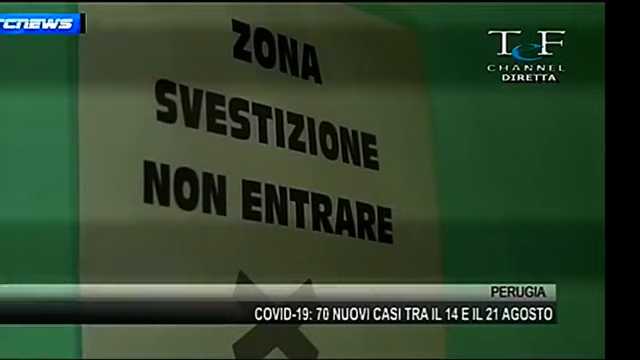 TCNEWS
TeF
CHANNEL
DIRETTA
ZONA
SVESTIZIONE
NON ENTRARE
PERUGIA
COVID-19: 70 NUOVI CASI TRA IL 14 E IL 21 AGOSTO